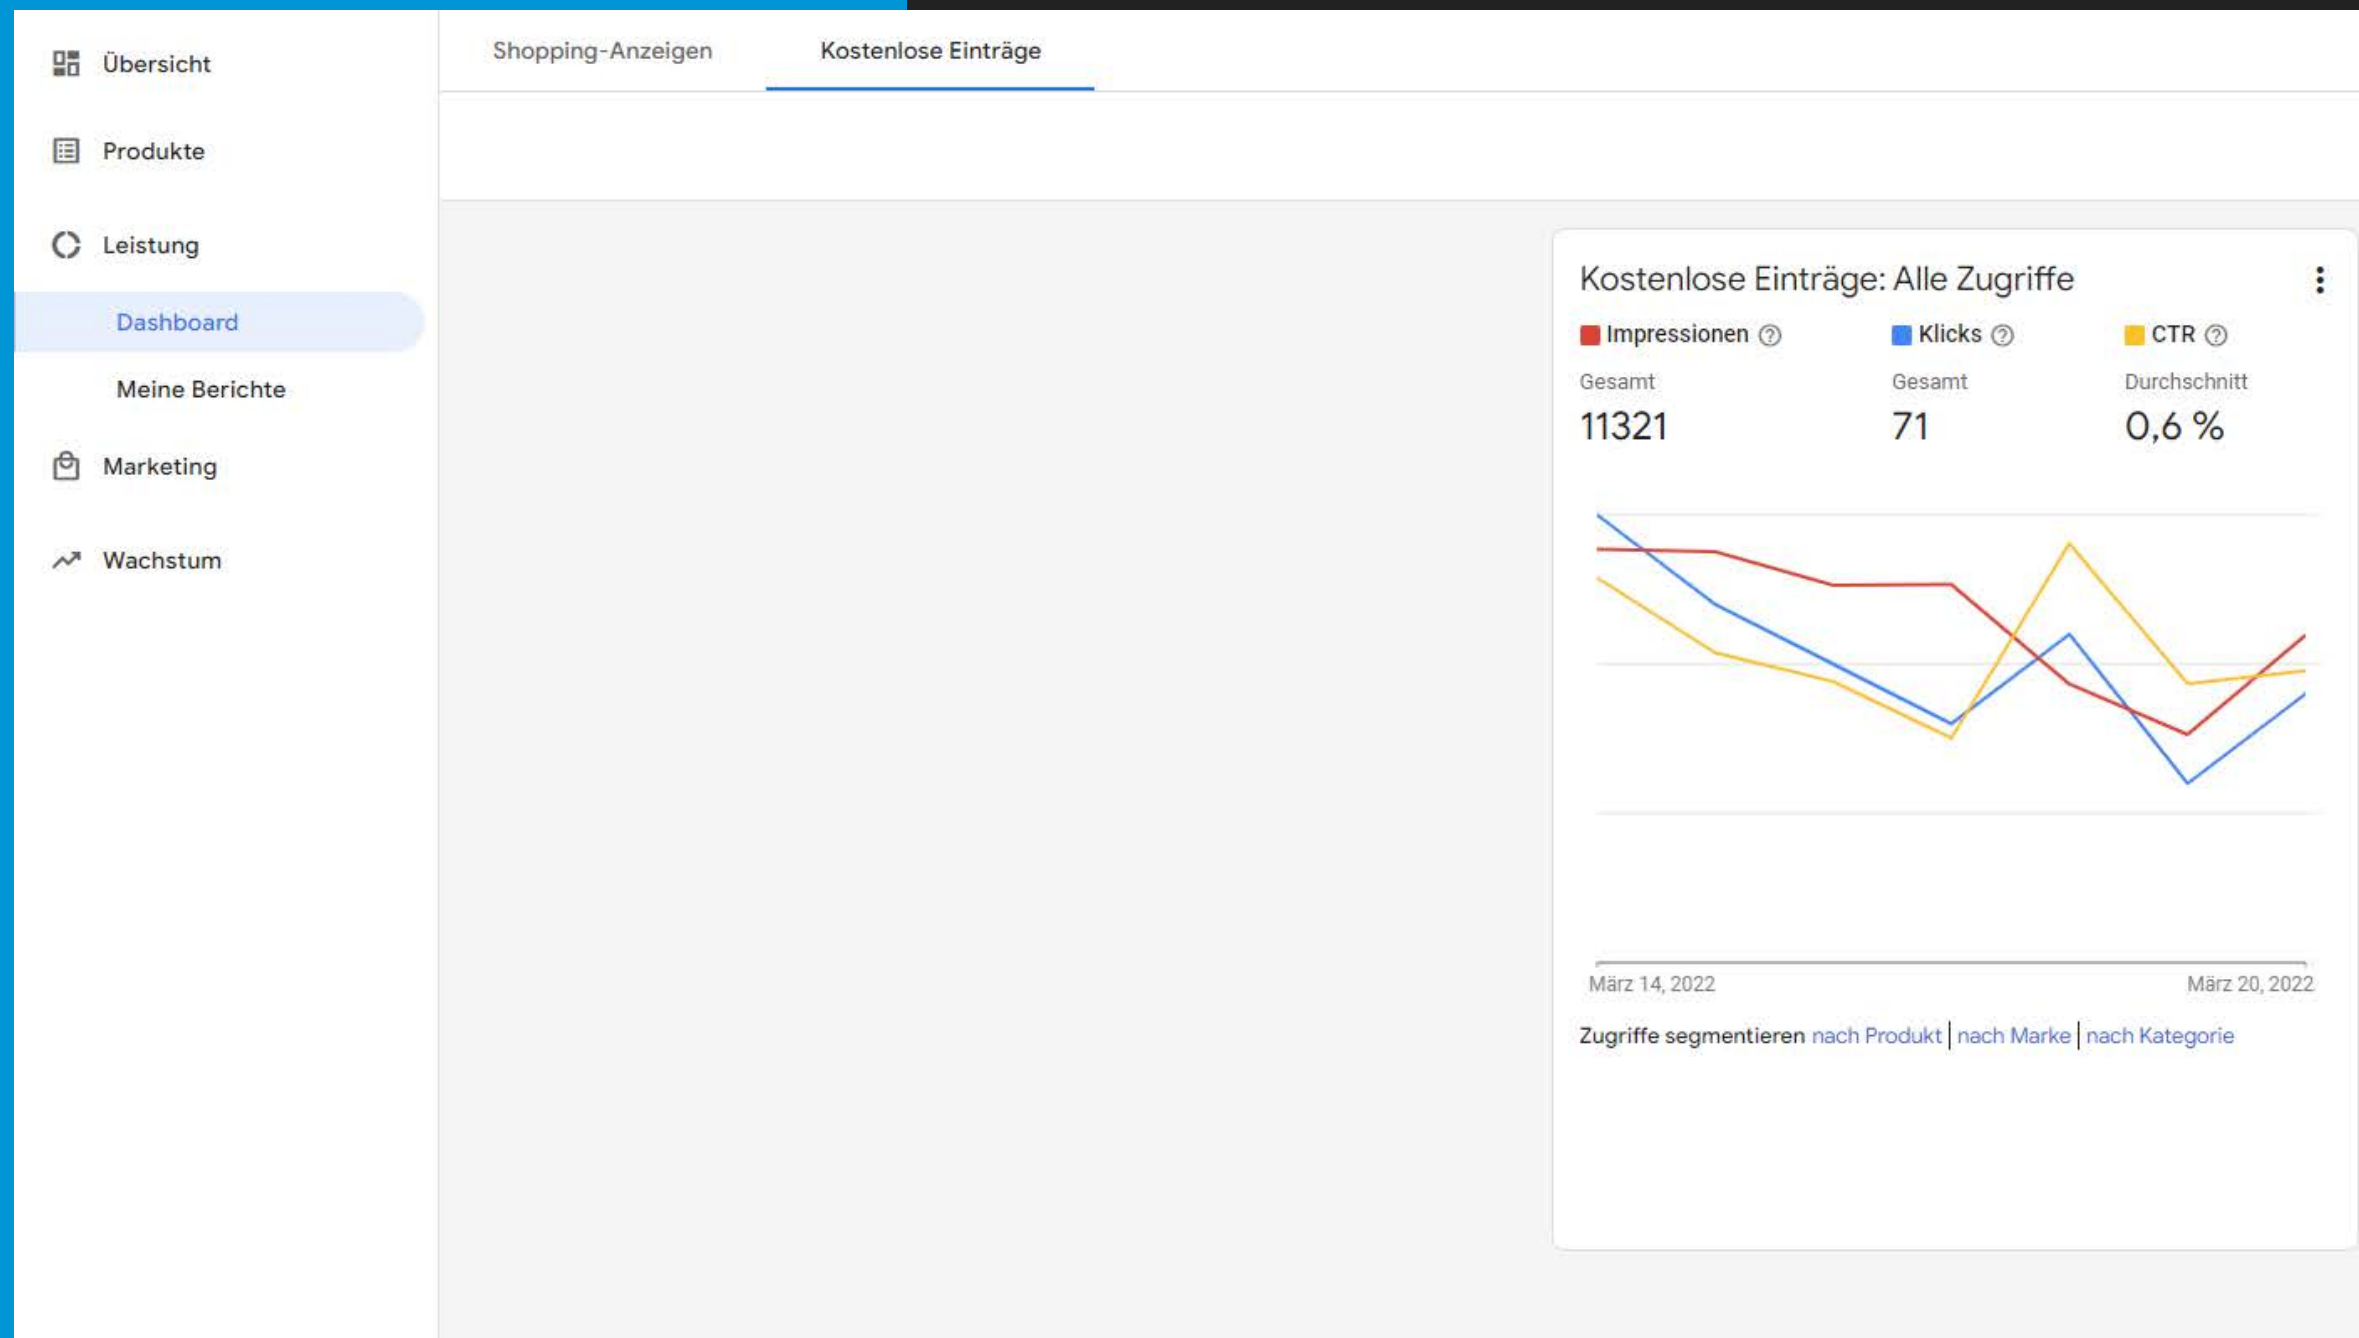 Übersicht
Produkte
Leistung
Dashboard
Meine Berichte
Marketing
Wachstum
Shopping-Anzeigen
Kostenlose Einträge
Kostenlose Einträge: Alle Zugriffe
Impressionen
Klicks
CTR
Gesamt
Gesamt
Durchschnitt
11321
71
0,6 %
März 14, 2022
März 20, 2022
Zugriffe segmentieren nach Produkt | nach Marke | nach Kategorie